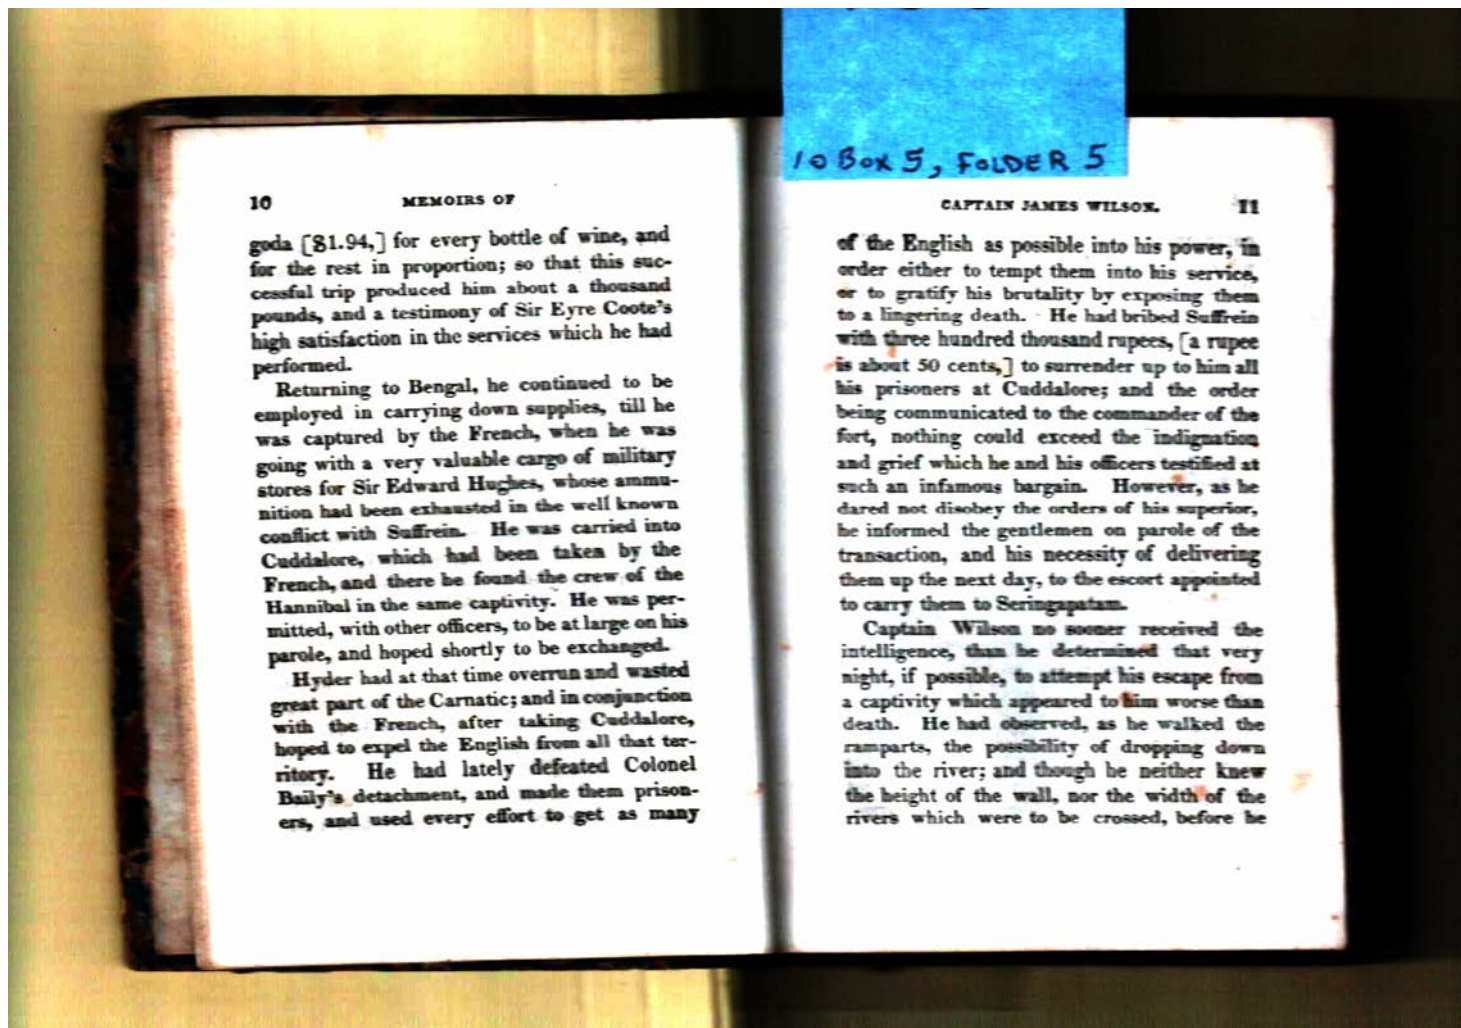 10 Box 5, FOLDER 5
10 MEMOIRS OF
goda [$1.94,] for every bottle of wine, and
for the rest in proportion; so that this suc-
cessful trip produced him about a thousand
pounds, and a testimony of Sir Eyre Coote's
high satisfaction in the services which he had
performed.
Returning to Bengal, he continued to be
employed in carrying down supplies, till he
was captured by the French, when he was
going with a very valuable cargo of military
stores for Sir Edward Hughes, whose ammu-
nition had been exhausted in the well known
conflict with Suffrein. He was carried into
Cuddalore, which had been taken by the
French, and there he found the crew of the
Hannibal in the same captivity. He was per-
mitted, with other officers, to be at large on his
parole, and hoped shortly to be exchanged.
Hyder had at that time overrun and wasted
great part of the Carnatic; and in conjunction
with the French, after taking Cuddalore,
hoped to expel the English from all that ter-
ritory. He had lately defeated Colonel
Baily's detachment, and made them prison-
ers, and used every effort to get as many
CAPTAIN JAMES WILSON. 11
of the English as possible into his power, in
order either to tempt them into his service,
or to gratify his brutality by exposing them
to a lingering death. He had bribed Suffrein
with three hundred thousand rupees, [a rupee
is about 50 cents,] to surrender up to him all
his prisoners at Cuddalore; and the order
being communicated to the commander of the
fort, nothing could exceed the indignation
and grief which he and his officers testified at
such an infamous bargain. However, as he
dared not disobey the orders of his superior,
he informed the gentlemen on parole of the
transaction, and his necessity of delivering
them up the next day, to the escort appointed
to carry them to Seringapatam.
Captain Wilson no sooner received the
intelligence, than he determined that very
night, if possible, to attempt his escape from
a captivity which appeared to him worse than
death. He had observed, as he walked the
ramparts, the possibility of dropping down
into the river; and though he neither knew
the height of the wall, nor the width of the
rivers which were to be crossed, before he